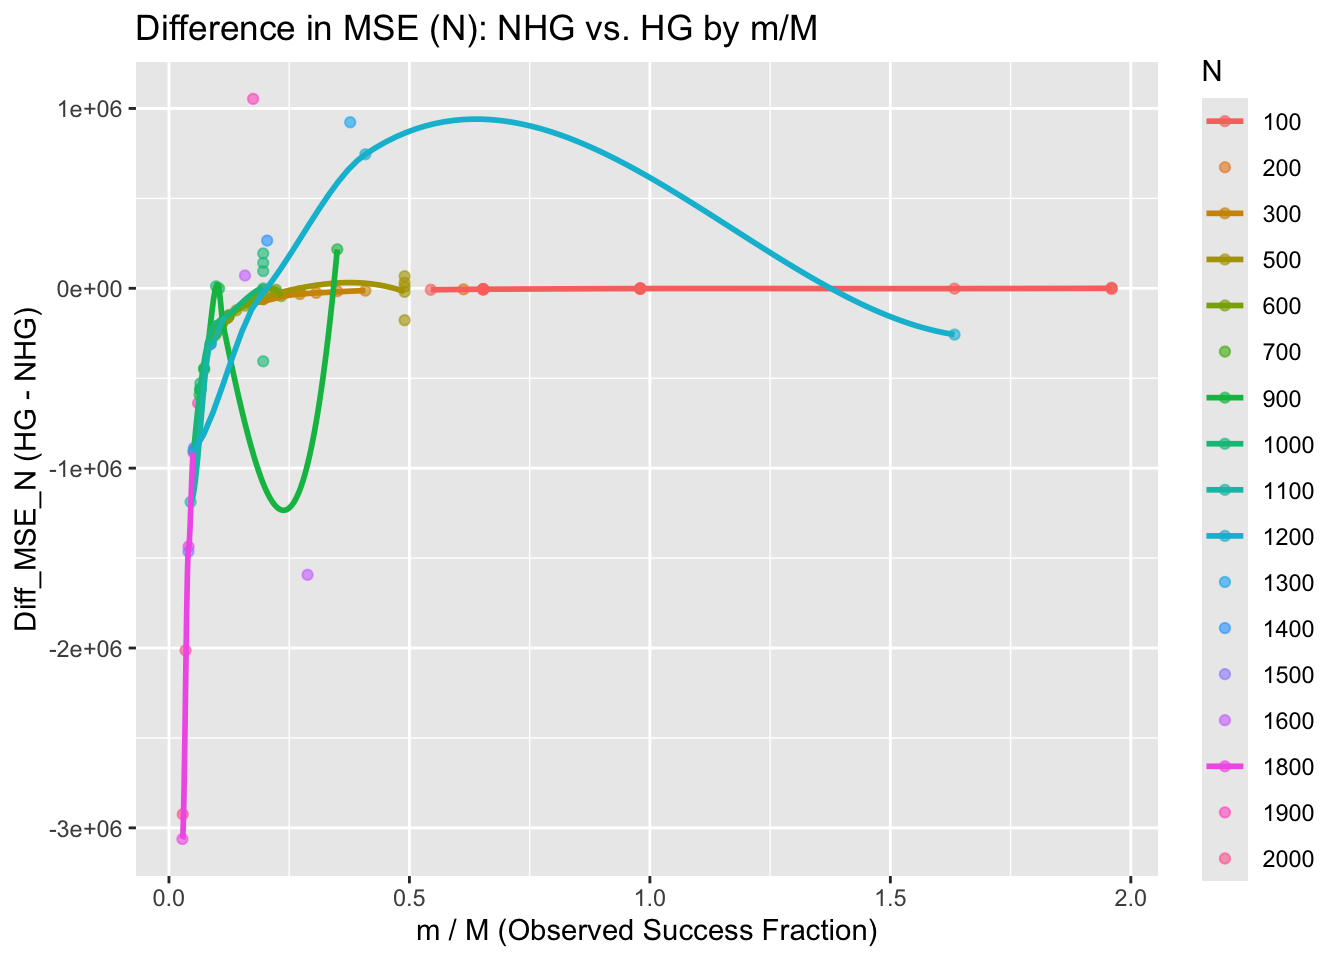 Difference in MSE (N): NHG vs. HG by m/M
Diff_MSE_N (HG - NHG)
1e+06
0e+00
-1e+06
-2e+06
-3e+06
0.0
0.5
1.0
1.5
2.0
m / M (Observed Success Fraction)
N
100
200
300
500
600
700
900
1000
1100
1200
1300
1400
1500
1600
1800
1900
2000